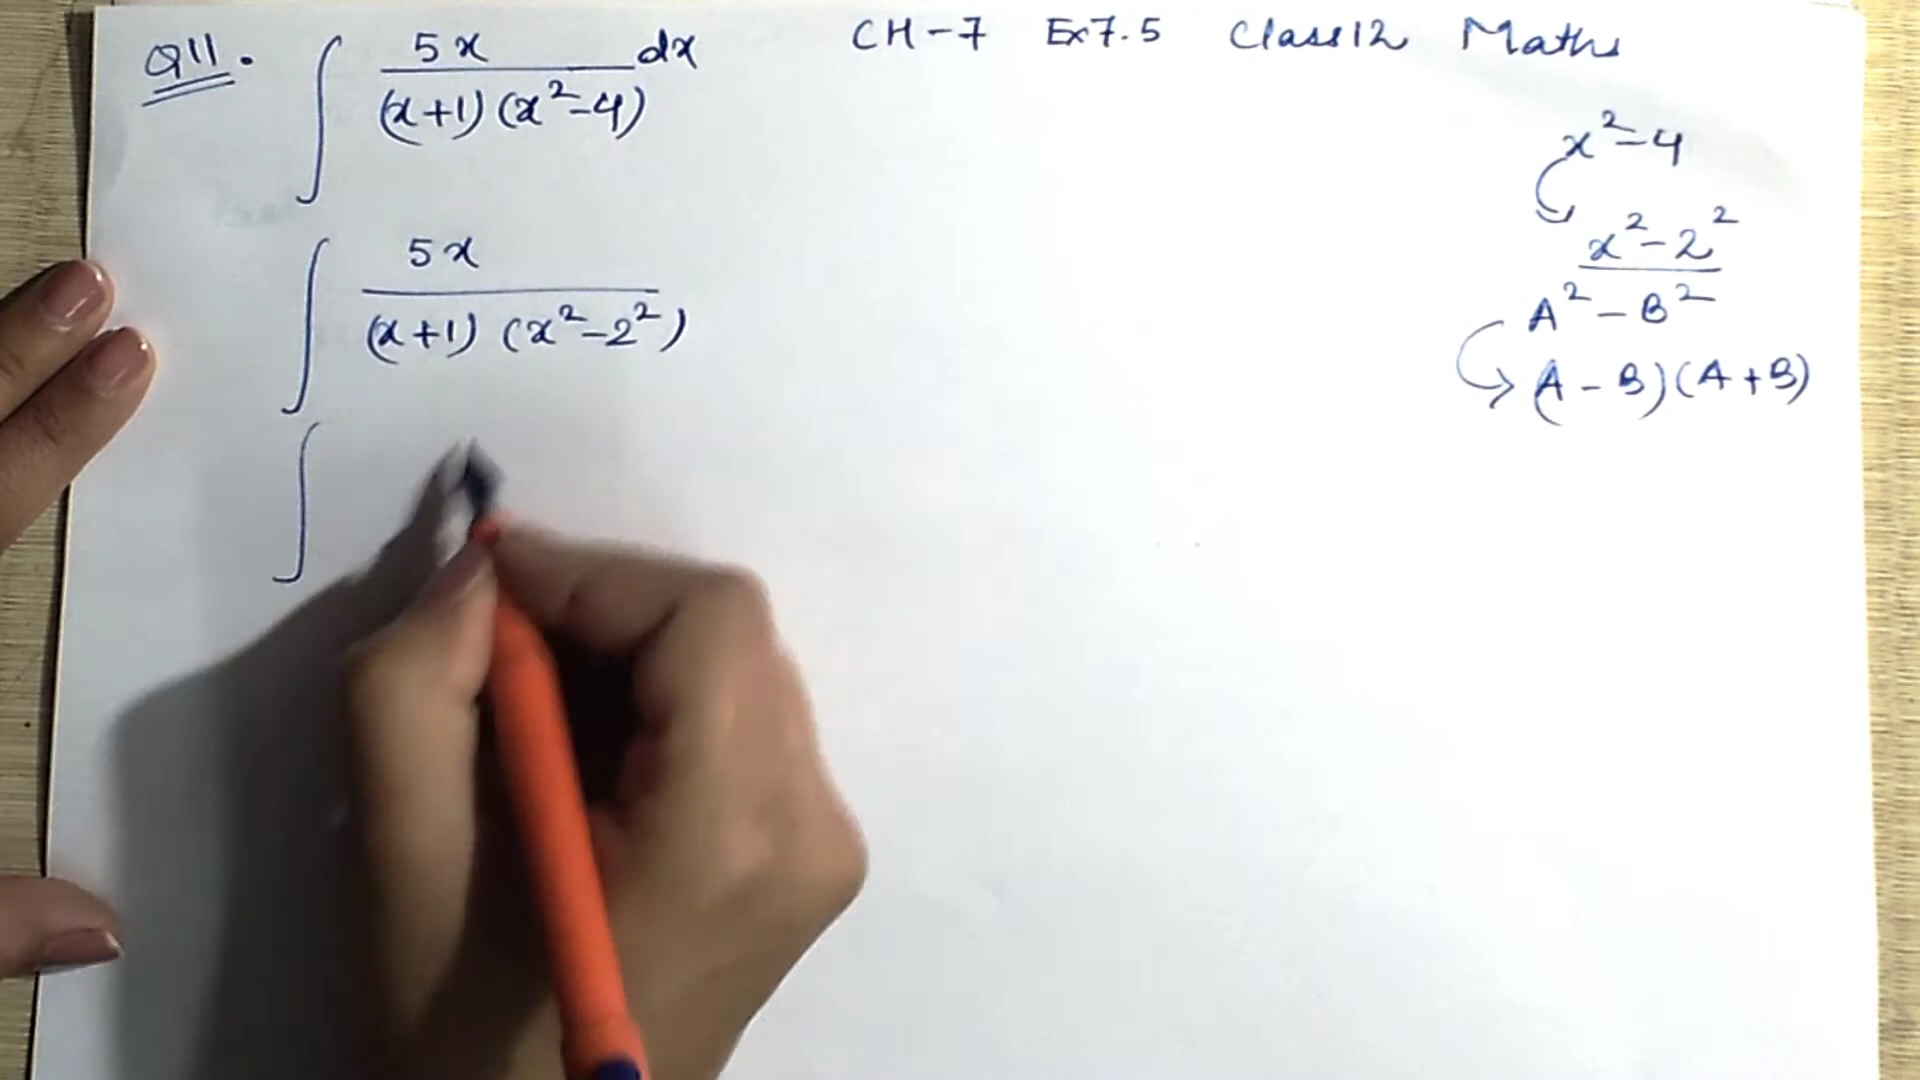 Q11. ∫ 5x/((x+1)(x²-4)) dx
CH-7 Ex7.5 Class12 Maths
∫ 5x/((x+1)(x²-2²))
∫
x²-4
x²-2²
A²-B²
(A-B)(A+B)